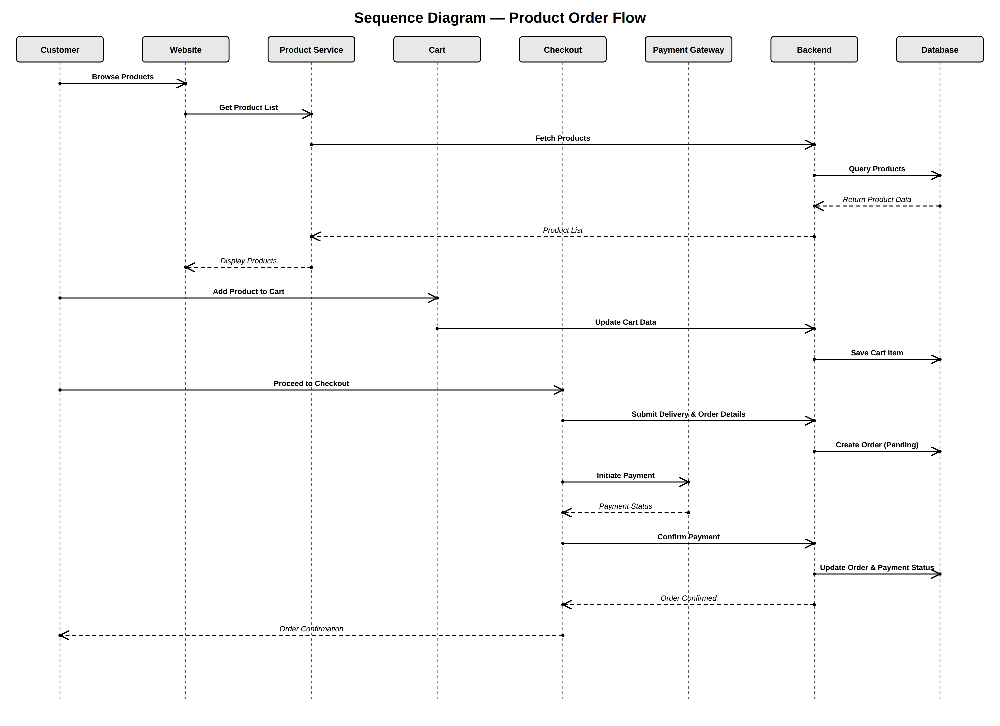 Sequence Diagram — Product Order Flow
Customer
Website
Product Service
Cart
Checkout
Payment Gateway
Backend
Database
Browse Products
Get Product List
Fetch Products
Query Products
Return Product Data
Product List
Display Products
Add Product to Cart
Update Cart Data
Save Cart Item
Proceed to Checkout
Submit Delivery & Order Details
Create Order (Pending)
Initiate Payment
Payment Status
Confirm Payment
Update Order & Payment Status
Order Confirmed
Order Confirmation